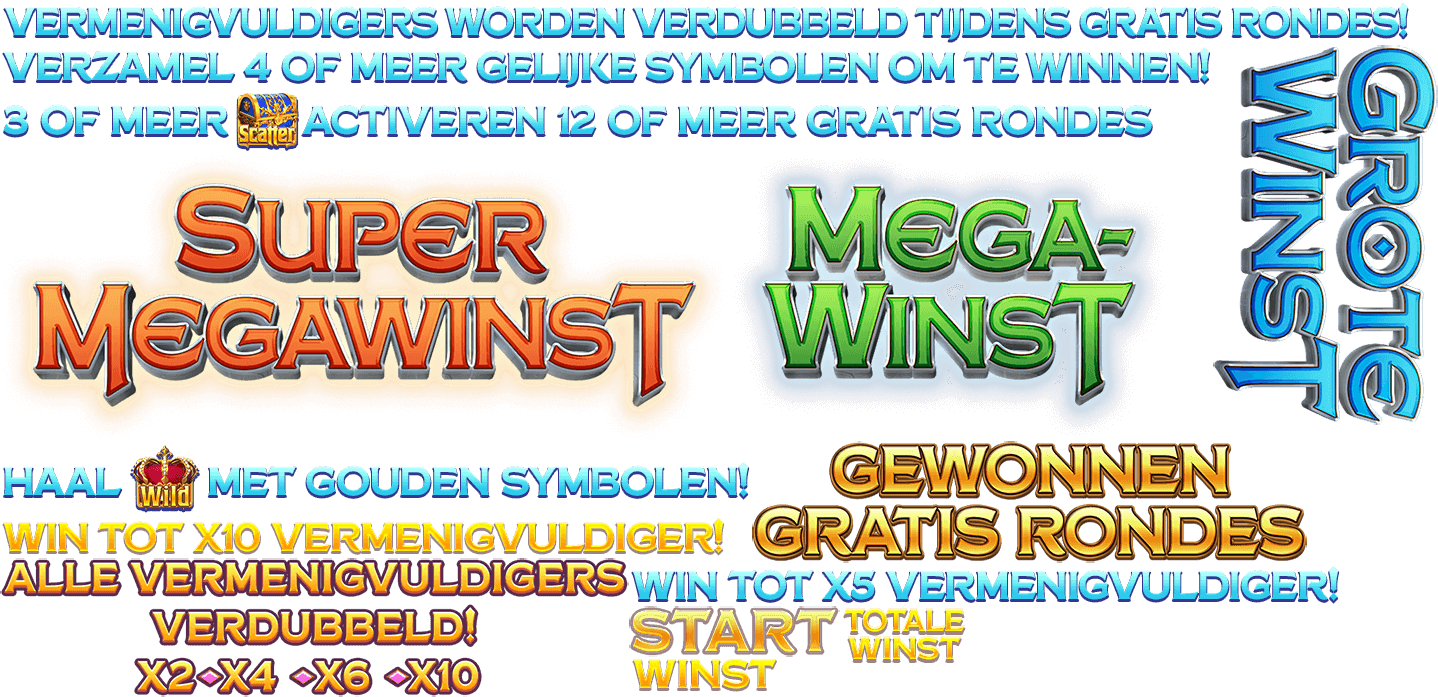 VERMENIGVULDIGERS WORDEN VERDUBBELD TIJDENS GRATIS RONDES!
VERZAMEL 4 OF MEER GELIJKE SYMBOLEN OM TE WINNEN!
3 OF MEER Scatter ACTIVEREN 12 OF MEER GRATIS RONDES
GROTE
WINST
SUPER
MEGAWINST
MEGA-
WINST
HAAL Wild MET GOUDEN SYMBOLEN!
GEWONNEN
GRATIS RONDES
WIN TOT X10 VERMENIGVULDIGER!
ALLE VERMENIGVULDIGERS
VERDUBBELD!
X2 X4 X6 X10
WIN TOT X5 VERMENIGVULDIGER!
START
WINST
TOTALE
WINST